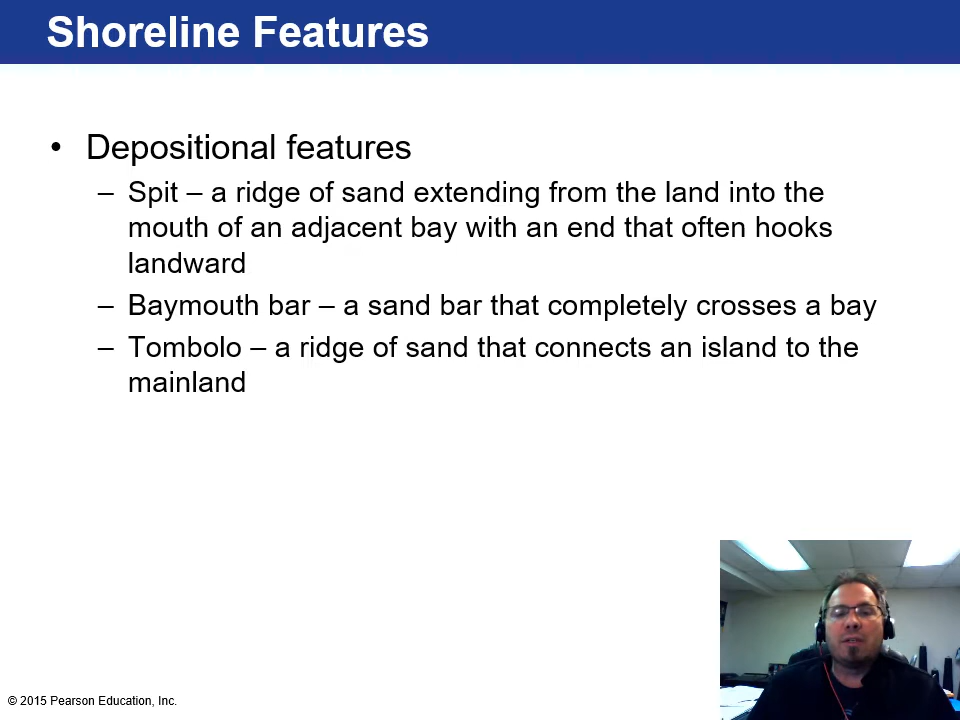 Shoreline Features
• Depositional features
– Spit – a ridge of sand extending from the land into the
mouth of an adjacent bay with an end that often hooks
landward
– Baymouth bar – a sand bar that completely crosses a bay
– Tombolo – a ridge of sand that connects an island to the
mainland
© 2015 Pearson Education, Inc.